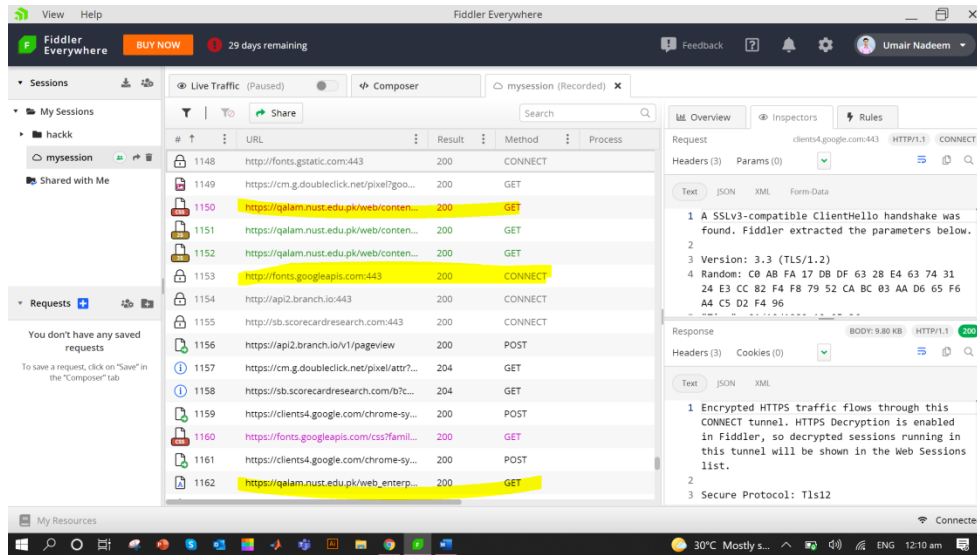 View Help Fiddler Everywhere
Fiddler Everywhere BUY NOW 29 days remaining Feedback Umair Nadeem
Sessions
My Sessions
hackk
mysession
Shared with Me
Requests
You don't have any saved
requests
To save a request, click on "Save" in
the "Composer" tab
Live Traffic (Paused) Composer mysession (Recorded)
Share Search
# URL Result Method Process
1148 http://fonts.gstatic.com:443 200 CONNECT
1149 https://cm.g.doubleclick.net/pixel?goo... 200 GET
1150 https://qalam.nust.edu.pk/web/conten... 200 GET
1151 https://qalam.nust.edu.pk/web/conten... 200 GET
1152 https://qalam.nust.edu.pk/web/conten... 200 GET
1153 http://fonts.googleapis.com:443 200 CONNECT
1154 http://api2.branch.io:443 200 CONNECT
1155 http://sb.scorecardresearch.com:443 200 CONNECT
1156 https://api2.branch.io/v1/pageview 200 POST
1157 https://cm.g.doubleclick.net/pixel/attr?... 204 GET
1158 https://sb.scorecardresearch.com/b?c... 204 GET
1159 https://clients4.google.com/chrome-sy... 200 POST
1160 https://fonts.googleapis.com/css?famil... 200 GET
1161 https://clients4.google.com/chrome-sy... 200 POST
1162 https://qalam.nust.edu.pk/web_enterp... 200 GET
Overview Inspectors Rules
Request clients4.google.com:443 HTTP/1.1 CONNECT
Headers (3) Params (0)
Text JSON XML Form-Data
1 A SSLv3-compatible ClientHello handshake was
found. Fiddler extracted the parameters below.
2
3 Version: 3.3 (TLS/1.2)
4 Random: C0 AB FA 17 DB DF 63 28 E4 63 74 31
24 E3 CC 82 F4 F8 79 52 CA BC 03 AA D6 65 F6
A4 C5 D2 F4 96
Response BODY: 9.80 KB HTTP/1.1 200
Headers (3) Cookies (0)
Text JSON XML
1 Encrypted HTTPS traffic flows through this
CONNECT tunnel. HTTPS Decryption is enabled
in Fiddler, so decrypted sessions running in
this tunnel will be shown in the Web Sessions
list.
2
3 Secure Protocol: Tls12
My Resources Connecte
30°C Mostly s... ENG 12:10 am